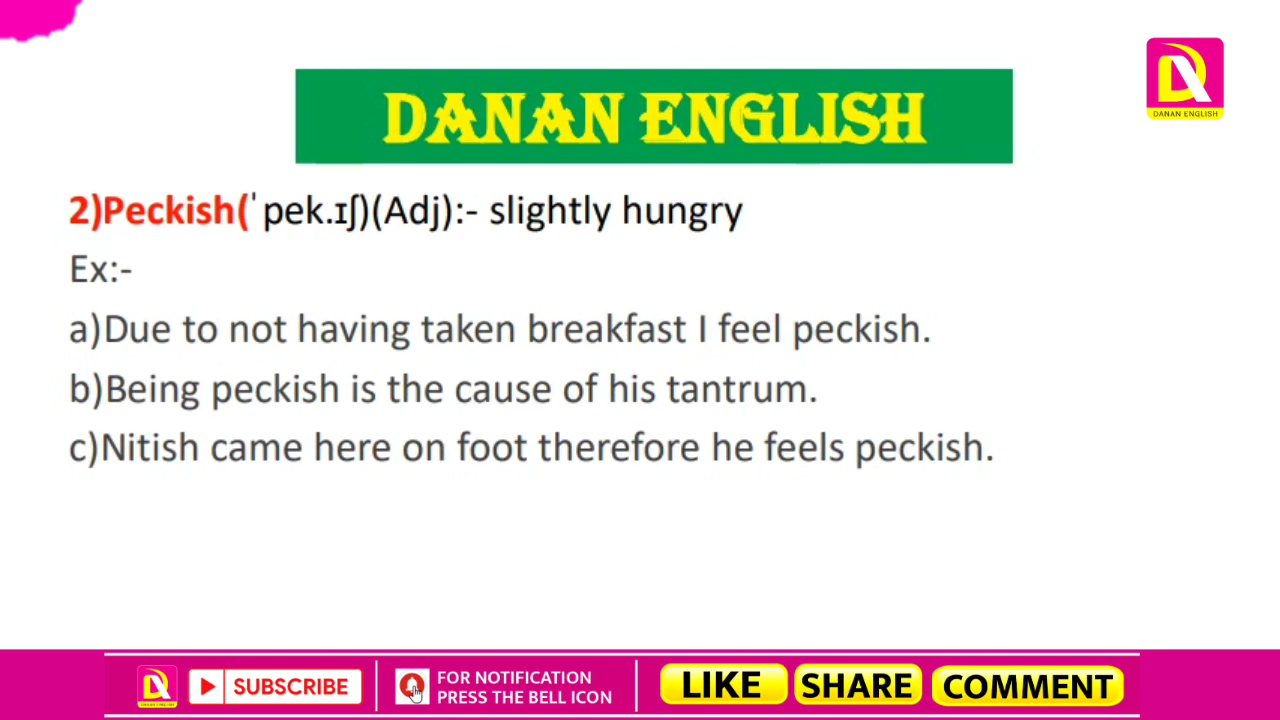 DANAN ENGLISH
DANAN ENGLISH
2)Peckish(ˈpek.ɪʃ)(Adj):- slightly hungry
Ex:-
a)Due to not having taken breakfast I feel peckish.
b)Being peckish is the cause of his tantrum.
c)Nitish came here on foot therefore he feels peckish.
DANAN ENGLISH
SUBSCRIBE
FOR NOTIFICATION
PRESS THE BELL ICON
LIKE
SHARE
COMMENT